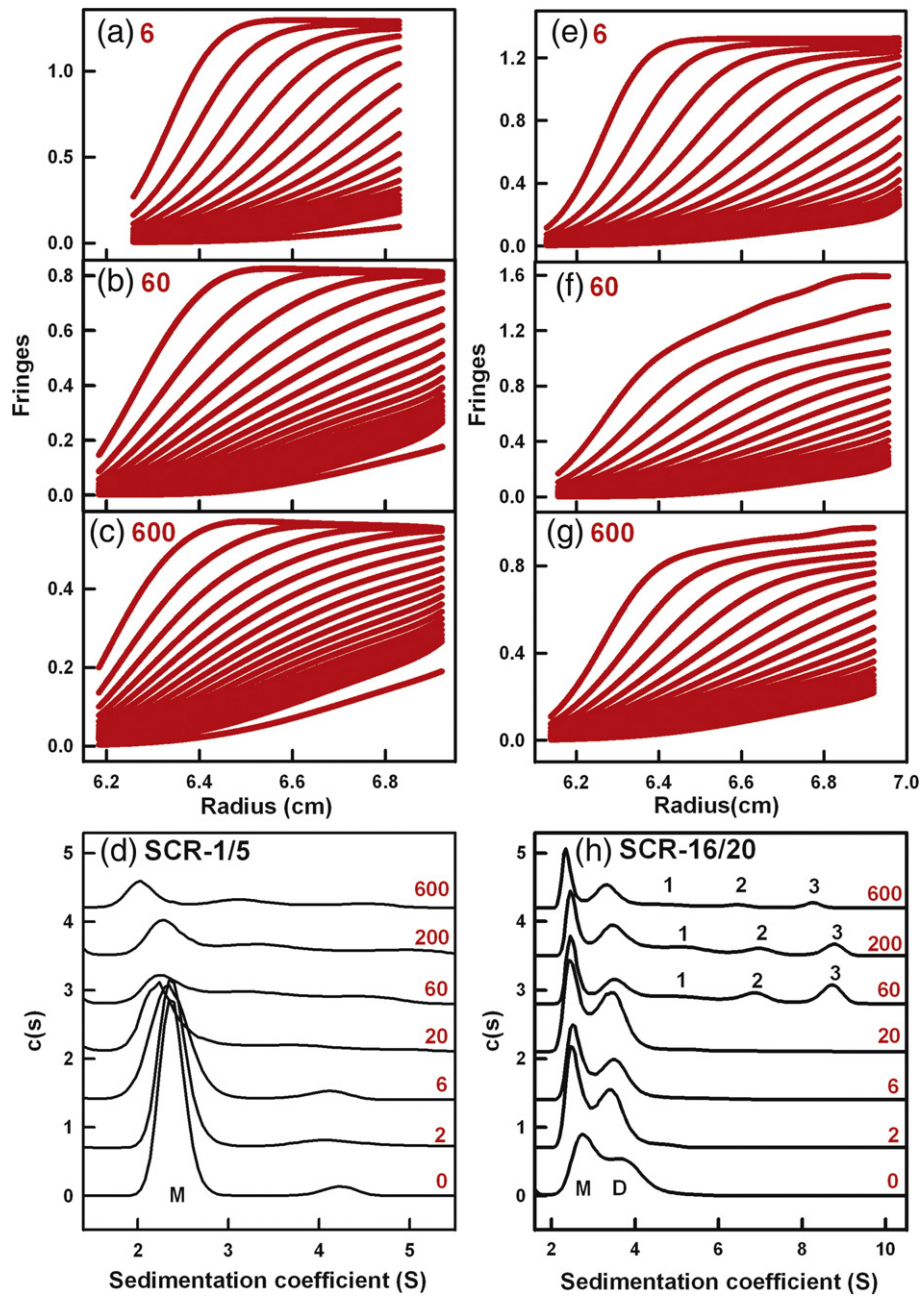 (a) 6
1.0
0.5
0.0
(b) 60
0.8
0.6
0.4
0.2
0.0
Fringes
(c) 600
0.4
0.2
0.0
6.2 6.4 6.6 6.8
Radius (cm)
(d) SCR-1/5
5
4
3
2
1
0
c(s)
600
200
60
20
6
2
0
M
2 3 4 5
Sedimentation coefficient (S)
(e) 6
1.2
0.8
0.4
0.0
(f) 60
1.6
1.2
0.8
0.4
0.0
Fringes
(g) 600
0.8
0.4
0.0
6.2 6.4 6.6 6.8 7.0
Radius(cm)
(h) SCR-16/20
5
4
3
2
1
0
c(s)
1 2 3 600
1 2 3 200
1 2 3 60
20
6
2
0
M D
2 4 6 8 10
Sedimentation coefficient (S)